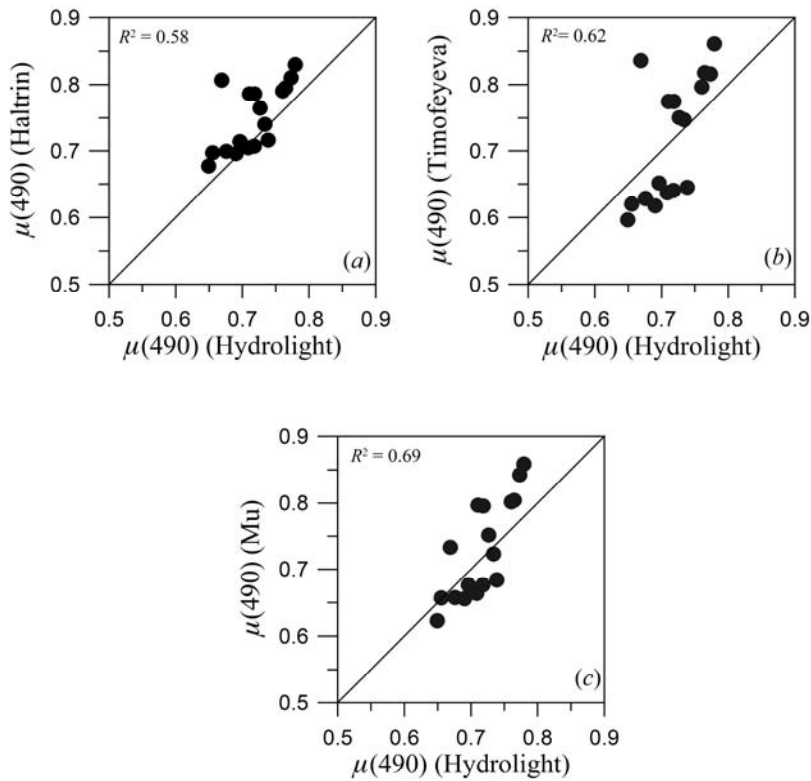 R² = 0.58
0.9
0.8
0.7
0.6
0.5
μ(490) (Haltrin)
(a)
0.5 0.6 0.7 0.8 0.9
μ(490) (Hydrolight)
R²= 0.62
0.9
0.8
0.7
0.6
0.5
μ(490) (Timofeyeva)
(b)
0.5 0.6 0.7 0.8 0.9
μ(490) (Hydrolight)
R² = 0.69
0.9
0.8
0.7
0.6
0.5
μ(490) (Mu)
(c)
0.5 0.6 0.7 0.8 0.9
μ(490) (Hydrolight)